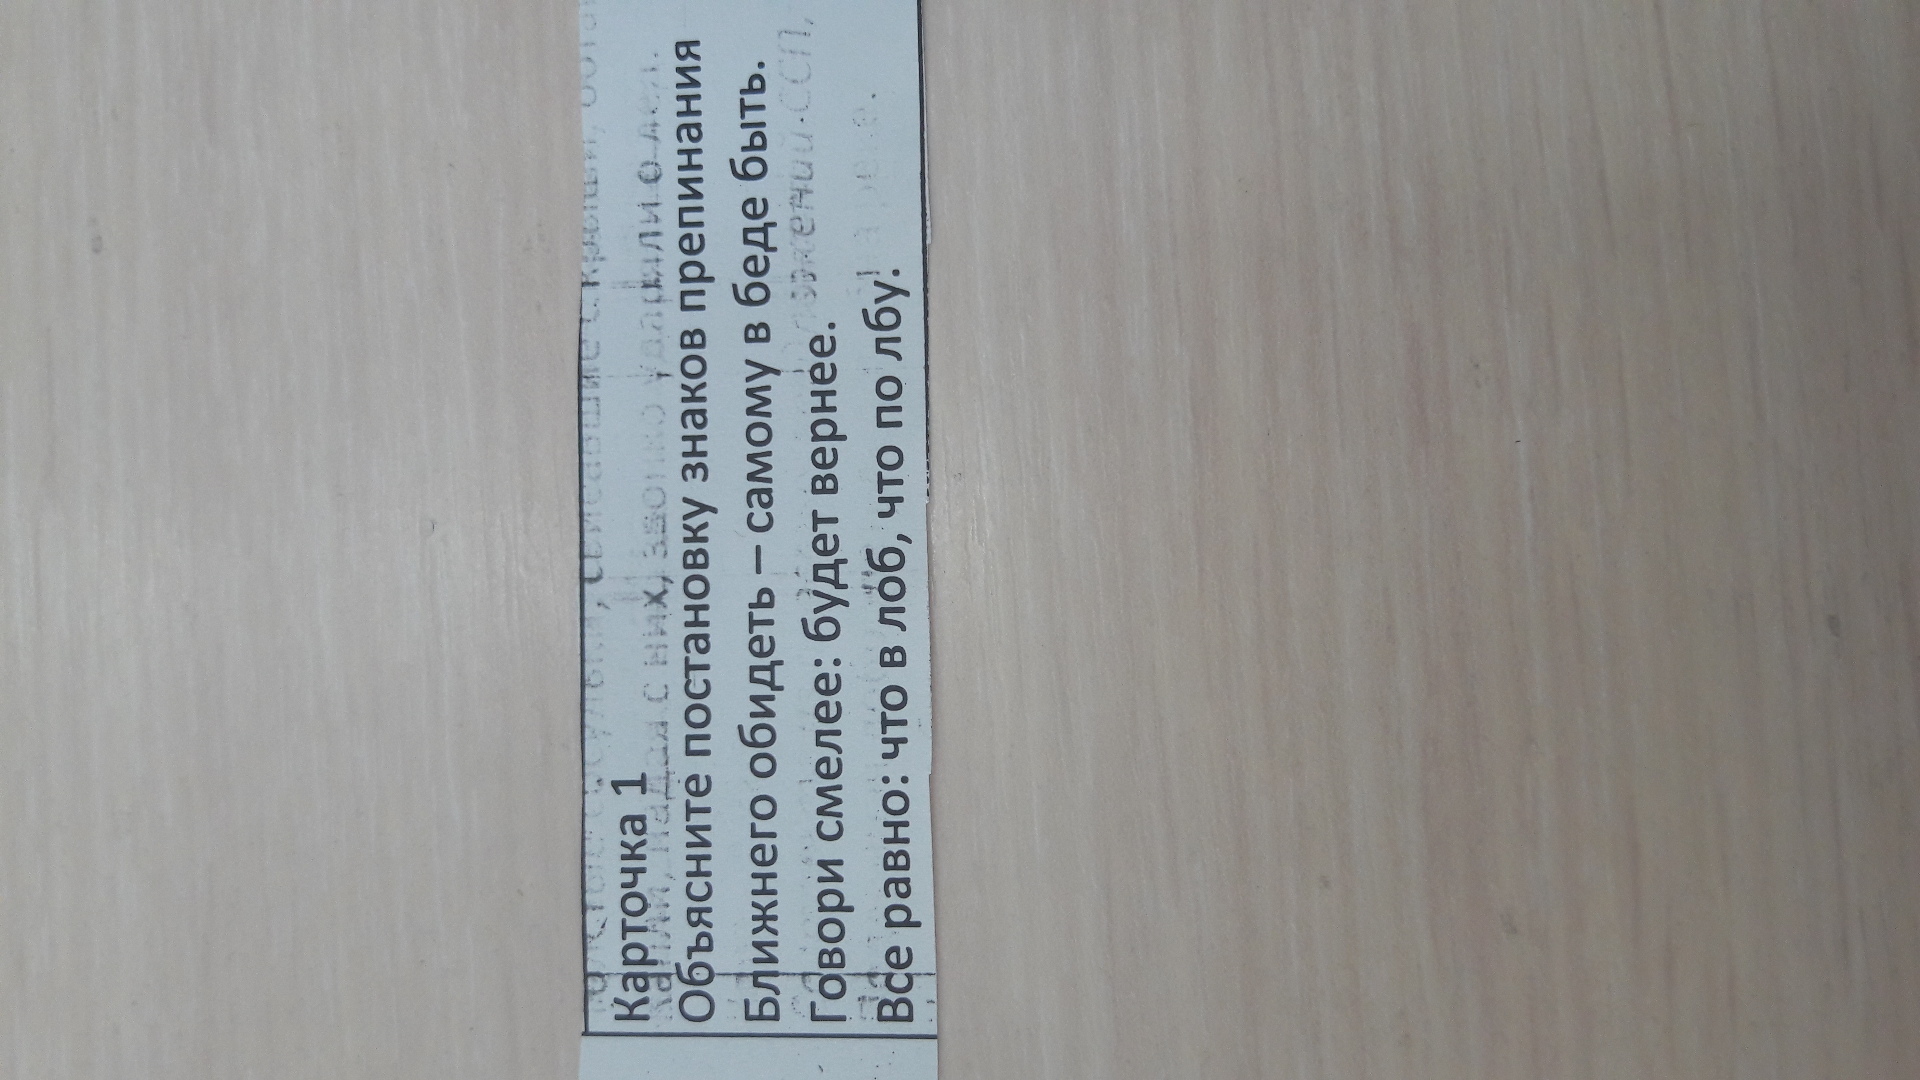 Карточка 1
Объясните постановку знаков препинания
Ближнего обидеть – самому в беде быть.
Говори смелее: будет вернее.
Все равно: что в лоб, что по лбу!